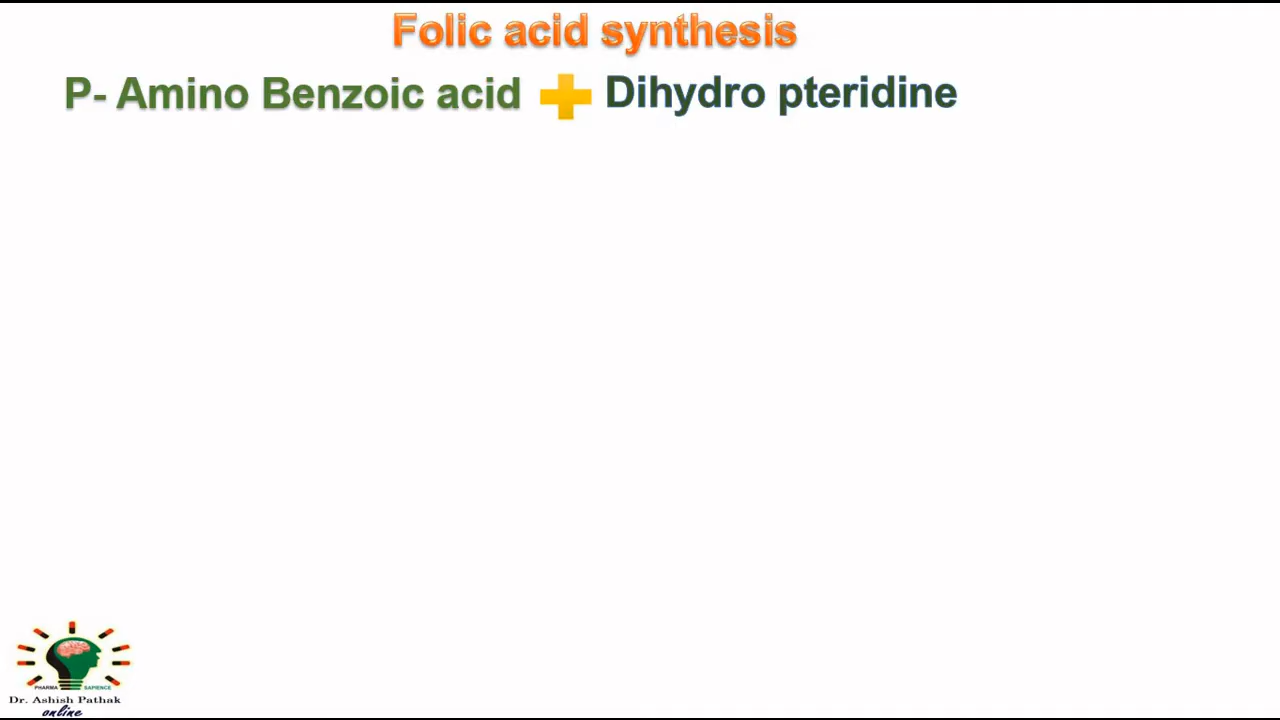 Folic acid synthesis
P- Amino Benzoic acid + Dihydro pteridine
PHARMA SAPIENCE
Dr. Ashish Pathak
online